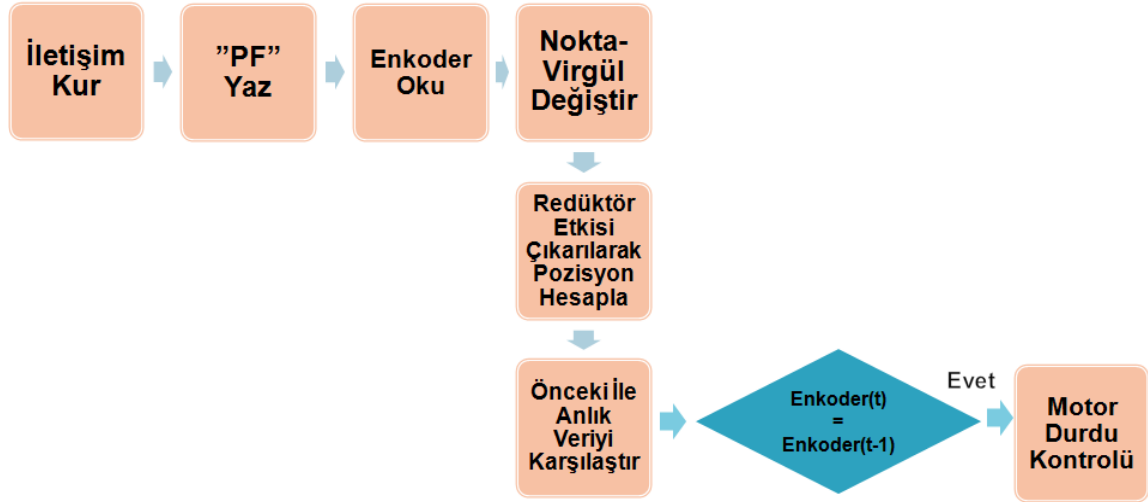 İletişim
Kur
”PF”
Yaz
Enkoder
Oku
Nokta-
Virgül
Değiştir
Redüktör
Etkisi
Çıkarılarak
Pozisyon
Hesapla
Önceki İle
Anlık
Veriyi
Karşılaştır
Enkoder(t)
=
Enkoder(t-1)
Evet
Motor
Durdu
Kontrolü